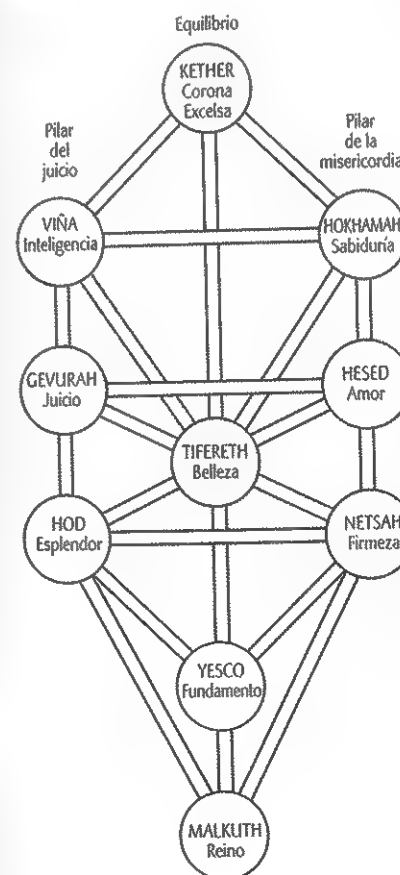 Equilibrio
KETHER
Corona
Excelsa
Pilar
del
juicio
Pilar
de la
misericordia
VIÑA
Inteligencia
HOKHAMAH
Sabiduría
GEVURAH
Juicio
HESED
Amor
TIFERETH
Belleza
HOD
Esplendor
NETSAH
Firmeza
YESCO
Fundamento
MALKUTH
Reino